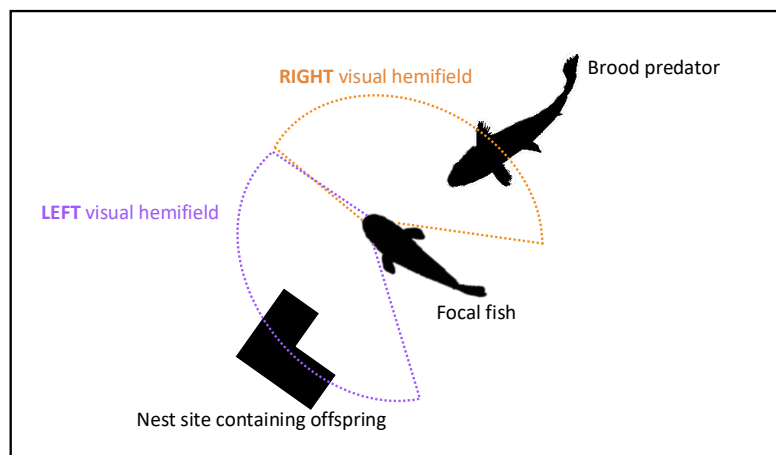 Brood predator
RIGHT visual hemifield
LEFT visual hemifield
Focal fish
Nest site containing offspring